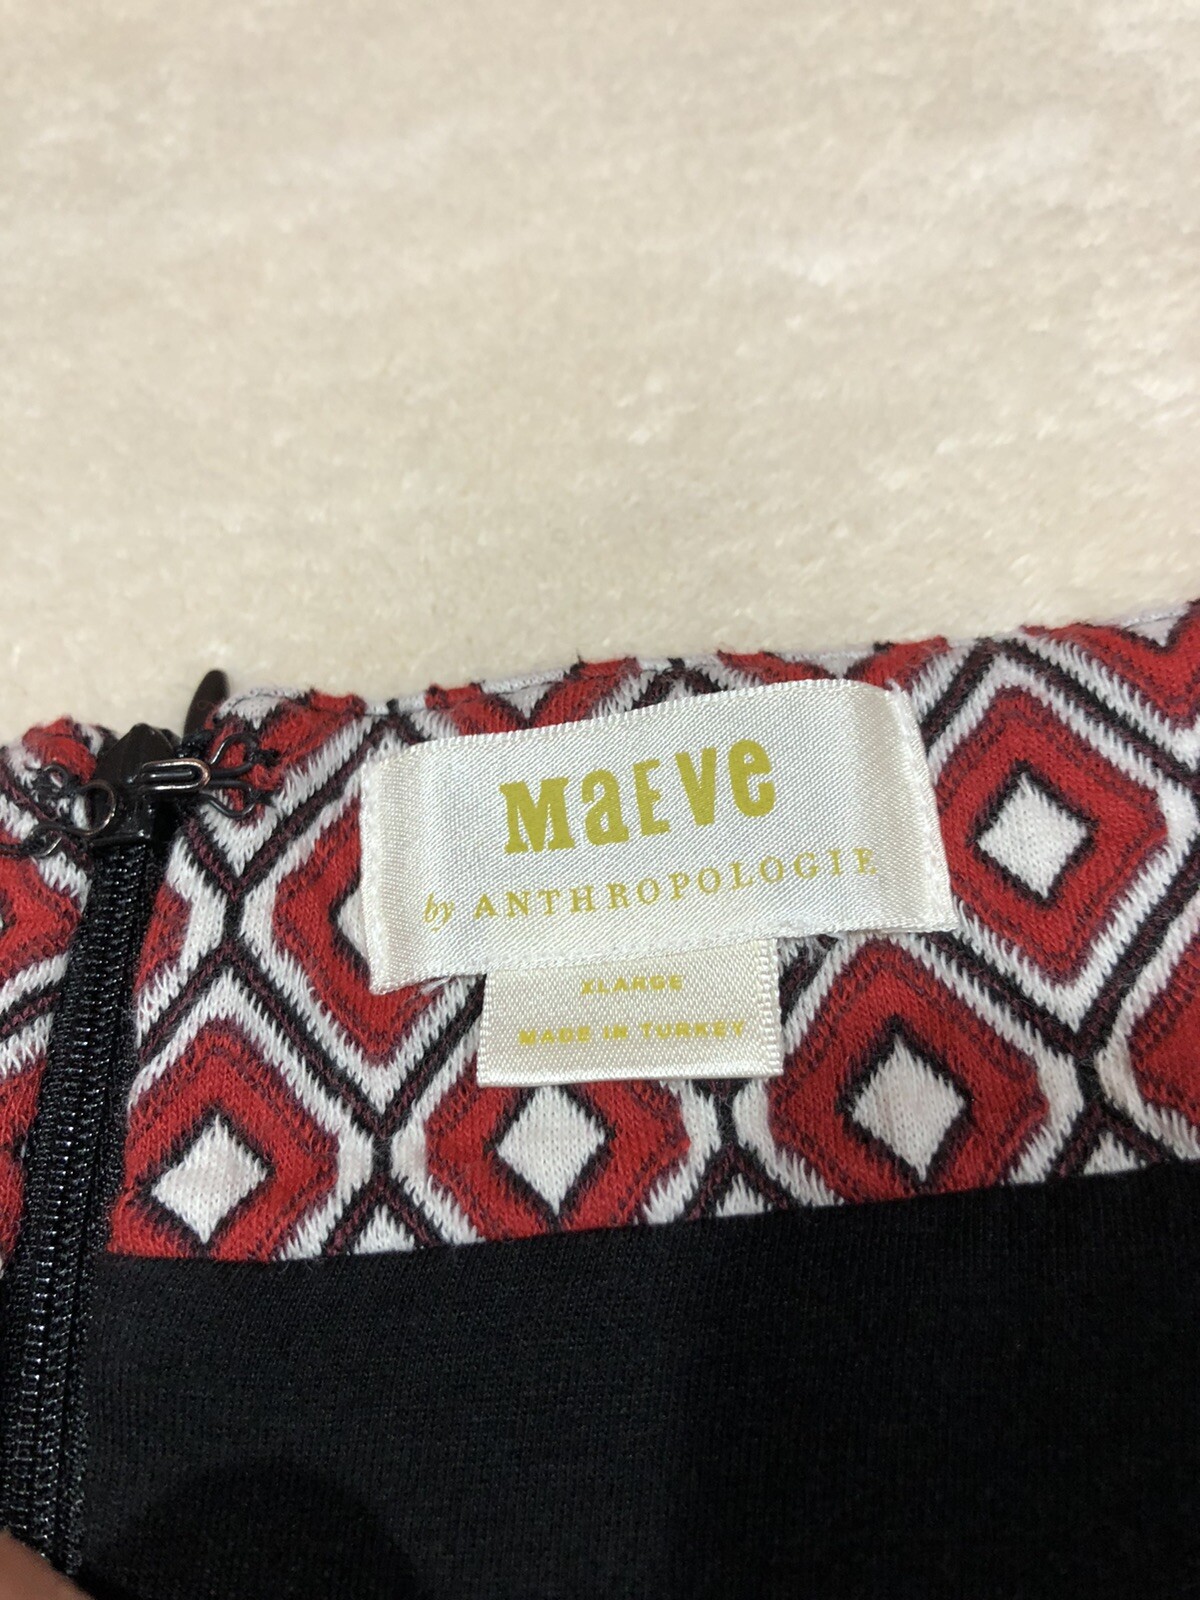 MaEVe
by ANTHROPOLOGIE
XLARGE
MADE IN TURKEY